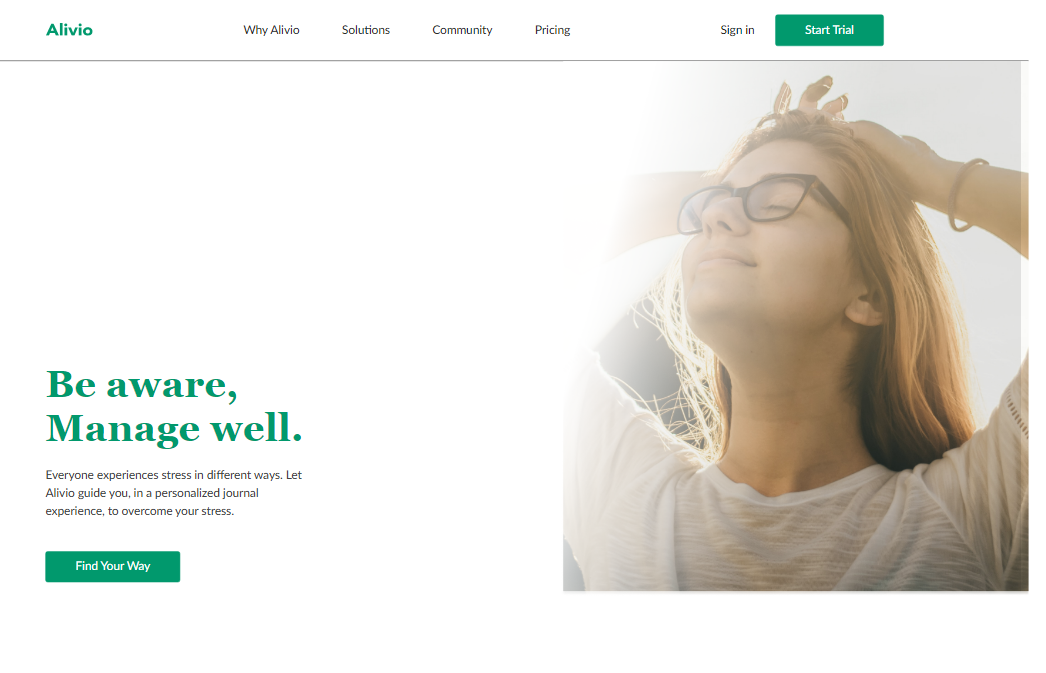 Alivio
Why Alivio
Solutions
Community
Pricing
Sign in
Start Trial
Be aware,
Manage well.
Everyone experiences stress in different ways. Let
Alivio guide you, in a personalized journal
experience, to overcome your stress.
Find Your Way